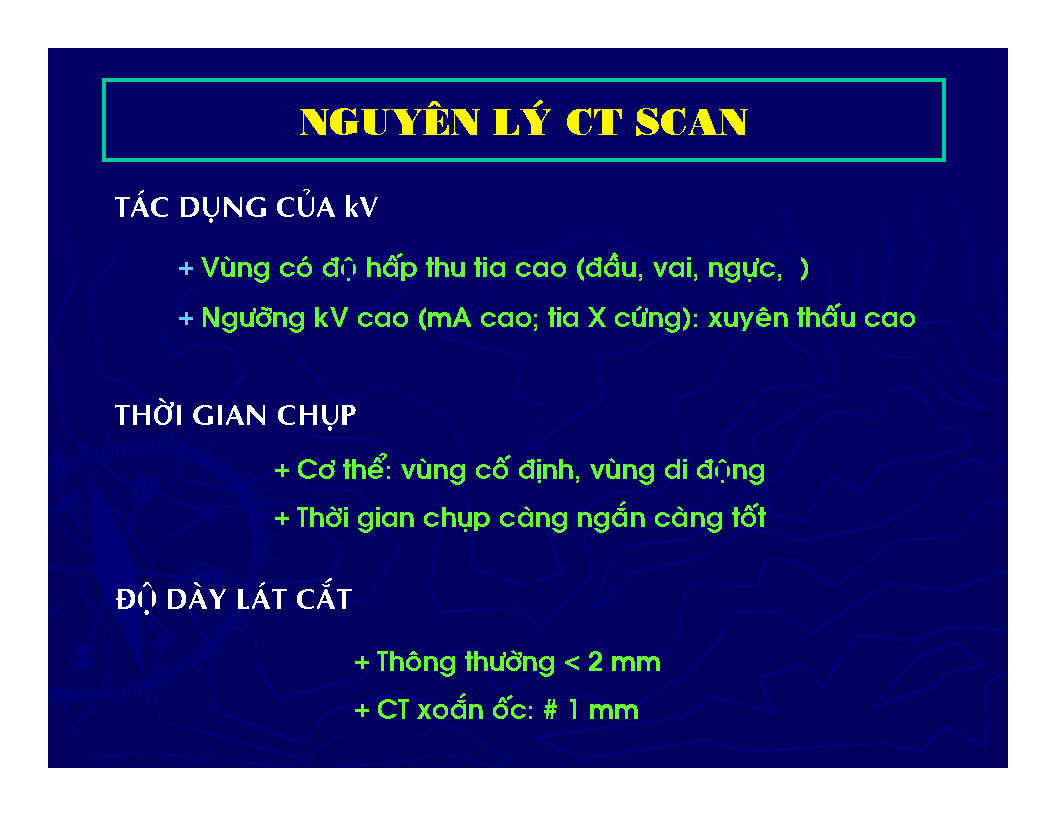 NGUYÊN LÝ CT SCAN
TÁC DỤNG CỦA kV
+ Vùng có độ hấp thu tia cao (đầu, vai, ngực, )
+ Ngưỡng kV cao (mA cao; tia X cứng): xuyên thấu cao
THỜI GIAN CHỤP
+ Cơ thể: vùng cố định, vùng di động
+ Thời gian chụp càng ngắn càng tốt
ĐỘ DÀY LÁT CẮT
+ Thông thường < 2 mm
+ CT xoắn ốc: # 1 mm
N
S